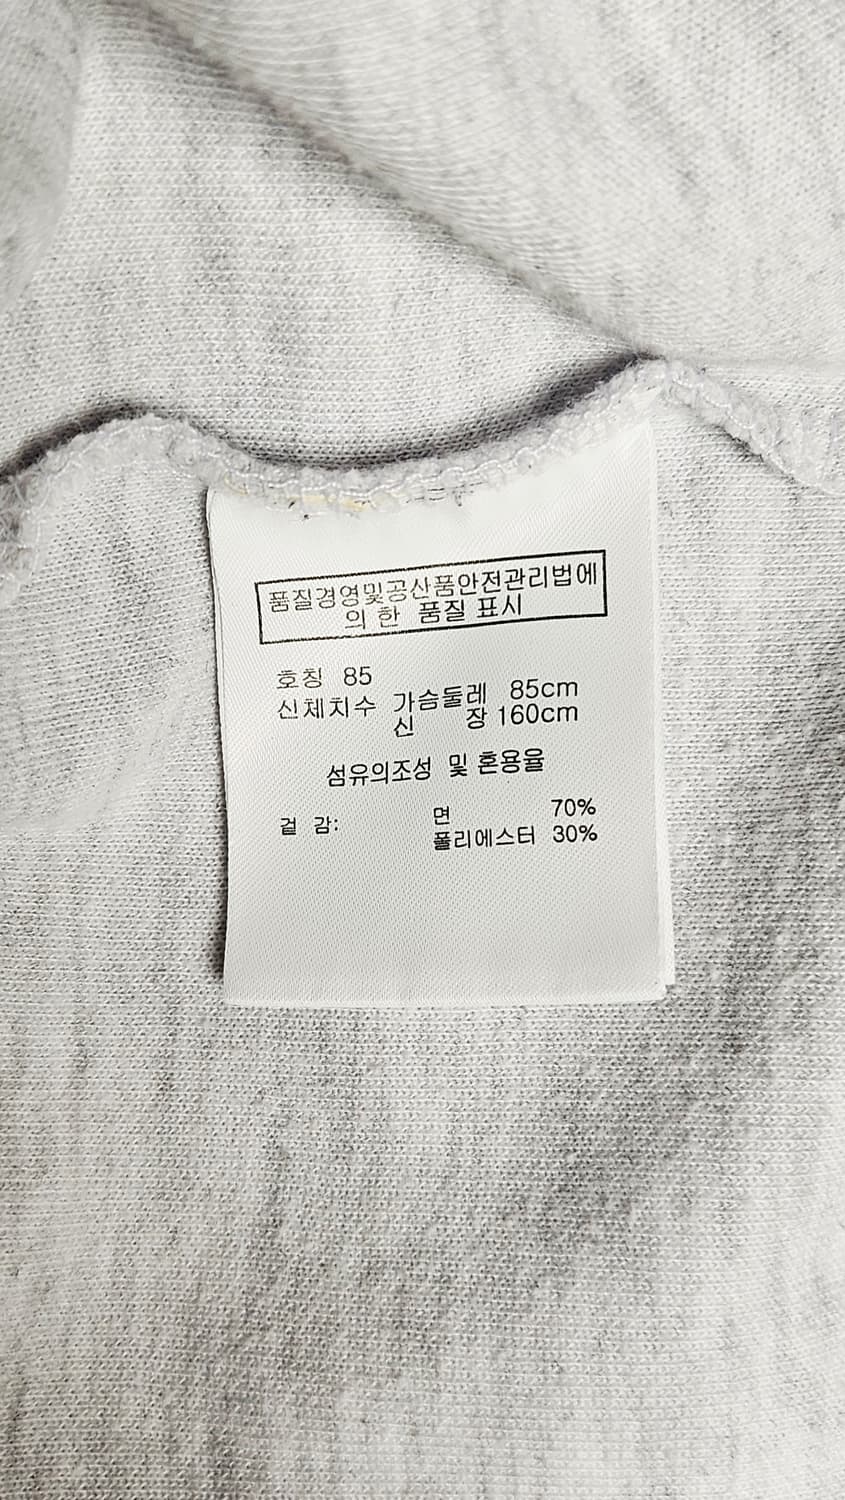 품질경영및공산품안전관리법에
의 한 품질 표시
호칭 85
신체치수 가슴둘레 85cm
신 장 160cm
섬유의조성 및 혼용율
겉 감: 면 70%
폴리에스터 30%